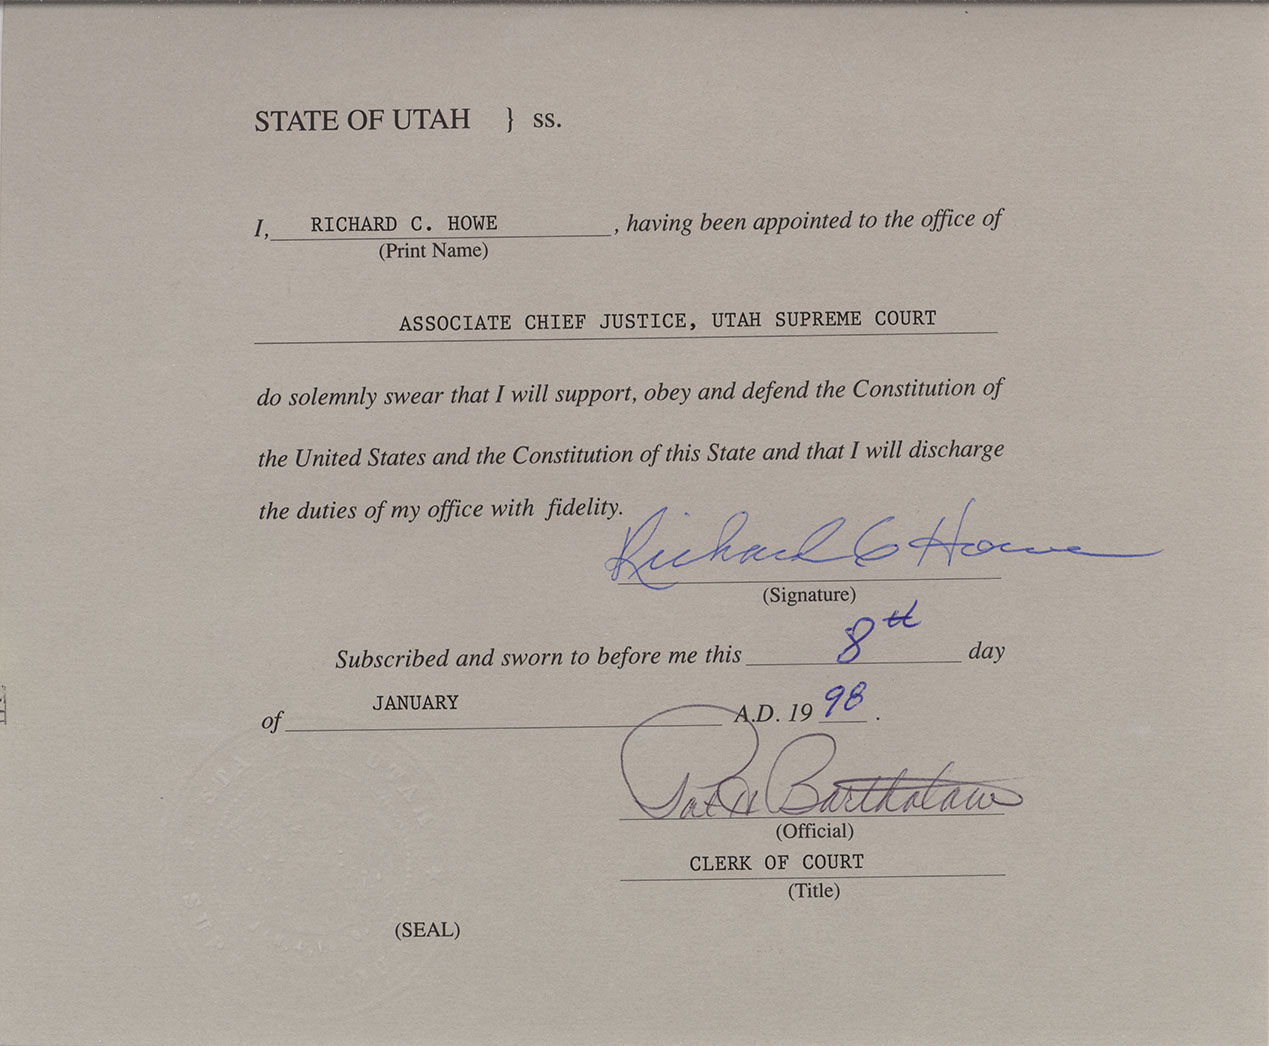 STATE OF UTAH } ss.
I, RICHARD C. HOWE , having been appointed to the office of
(Print Name)
ASSOCIATE CHIEF JUSTICE, UTAH SUPREME COURT
do solemnly swear that I will support, obey and defend the Constitution of
the United States and the Constitution of this State and that I will discharge
the duties of my office with fidelity.
Richard C Howe
(Signature)
Subscribed and sworn to before me this 8th day
of JANUARY A.D. 19 98 .
Pat H Bartholomew
(Official)
CLERK OF COURT
(Title)
(SEAL)